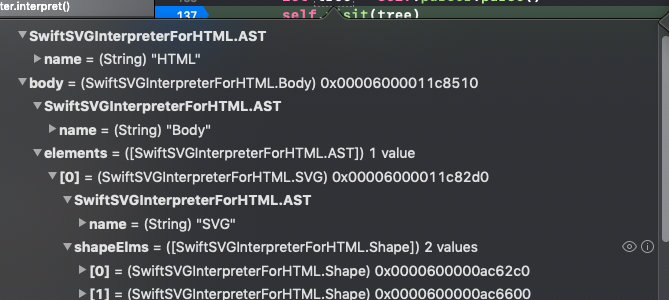 ter.interpret()
137 self. sit(tree)
SwiftSVGInterpreterForHTML.AST
name = (String) "HTML"
body = (SwiftSVGInterpreterForHTML.Body) 0x00006000011c8510
SwiftSVGInterpreterForHTML.AST
name = (String) "Body"
elements = ([SwiftSVGInterpreterForHTML.AST]) 1 value
[0] = (SwiftSVGInterpreterForHTML.SVG) 0x00006000011c82d0
SwiftSVGInterpreterForHTML.AST
name = (String) "SVG"
shapeElms = ([SwiftSVGInterpreterForHTML.Shape]) 2 values
[0] = (SwiftSVGInterpreterForHTML.Shape) 0x0000600000ac62c0
[1] = (SwiftSVGInterpreterForHTML.Shape) 0x0000600000ac6600